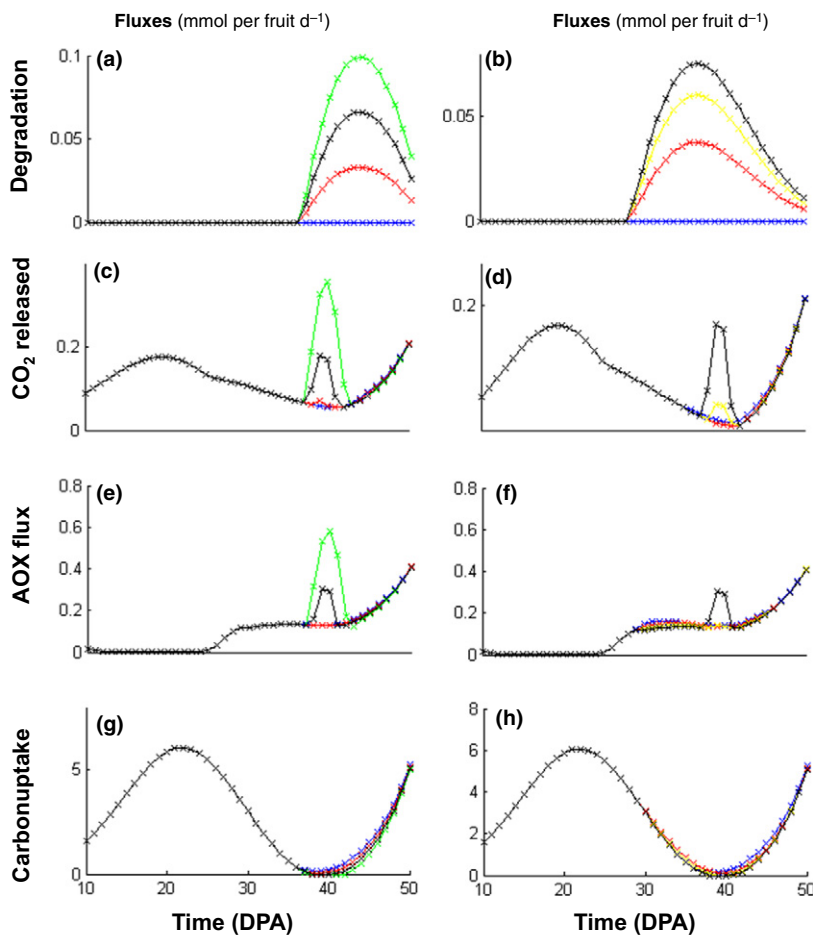 Fluxes (mmol per fruit d⁻¹)
Fluxes (mmol per fruit d⁻¹)
Degradation
(a)
0.1
0.05
0
(b)
0.05
0
CO₂ released
(c)
0.2
0
(d)
0.2
AOX flux
(e)
0.8
0.6
0.4
0.2
0
(f)
0.8
0.6
0.4
0.2
0
Carbonuptake
(g)
5
0
10 20 30 40 50
Time (DPA)
(h)
8
6
4
2
0
10 20 30 40 50
Time (DPA)